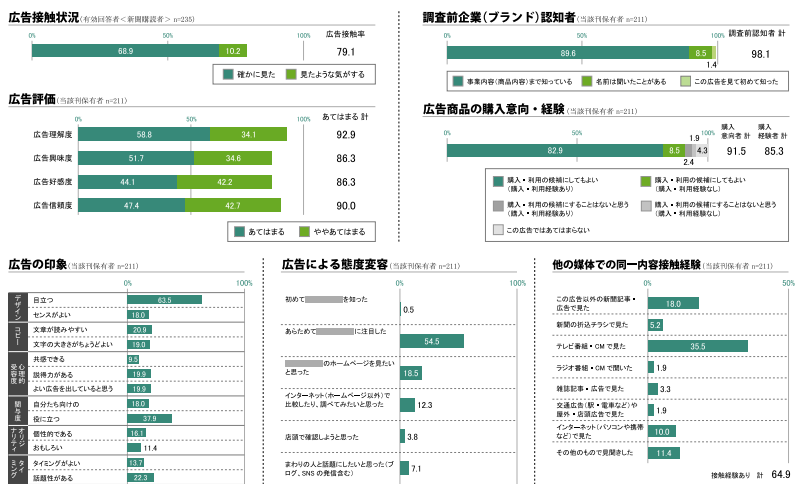 広告接触状況(有効回答者<新聞購読者> n=235)
0% 50% 100% 広告接触率
68.9 10.2 79.1
確かに見た 見たような気がする
広告評価(当該刊保有者 n=211)
0% 50% 100% あてはまる 計
広告理解度 58.8 34.1 92.9
広告興味度 51.7 34.6 86.3
広告好感度 44.1 42.2 86.3
広告信頼度 47.4 42.7 90.0
あてはまる ややあてはまる
調査前企業(ブランド)認知者(当該刊保有者 n=211)
0% 50% 100% 調査前認知者 計
89.6 8.5 1.4 98.1
事業内容(商品内容)まで知っている 名前は聞いたことがある この広告を見て初めて知った
広告商品の購入意向・経験(当該刊保有者 n=211)
0% 50% 100% 購入意向者 計 購入経験者 計
82.9 8.5 2.4 1.9 4.3 91.5 85.3
購入・利用の候補にしてもよい
(購入・利用経験あり)
購入・利用の候補にしてもよい
(購入・利用経験なし)
購入・利用の候補にすることはないと思う
(購入・利用経験あり)
購入・利用の候補にすることはないと思う
(購入・利用経験なし)
この広告ではあてはまらない
広告の印象(当該刊保有者 n=211)
0% 100%
デザイン
目立つ 63.5
センスがよい 18.0
コピー
文章が読みやすい 20.9
文字の大きさがちょうどよい 19.0
心理的受容度
共感できる 9.5
説得力がある 19.9
よい広告を出していると思う 19.9
関与度
自分たち向けの 18.0
役に立つ 37.9
オリジナリティ
個性的である 16.1
おもしろい 11.4
タイミング
タイミングがよい 13.7
話題性がある 22.3
広告による態度変容(当該刊保有者 n=211)
0% 100%
初めて を知った 0.5
あらためて に注目した 54.5
のホームページを見たい
と思った 18.5
インターネット(ホームページ以外)で
比較したり、調べてみたいと思った 12.3
店頭で確認しようと思った 3.8
まわりの人と話題にしたいと思った(ブ
ログ、SNS の発信含む) 7.1
他の媒体での同一内容接触経験(当該刊保有者 n=211)
0% 50%
この広告以外の新聞記事・
広告で見た 18.0
新聞の折込チラシで見た 5.2
テレビ番組・CM で見た 35.5
ラジオ番組・CM で聞いた 1.9
雑誌記事・広告で見た 3.3
交通広告(駅・電車など)や
屋外・店頭広告で見た 1.9
インターネット(パソコンや携帯
など)で見た 10.0
その他のもので見聞きした 11.4
接触経験あり 計 64.9